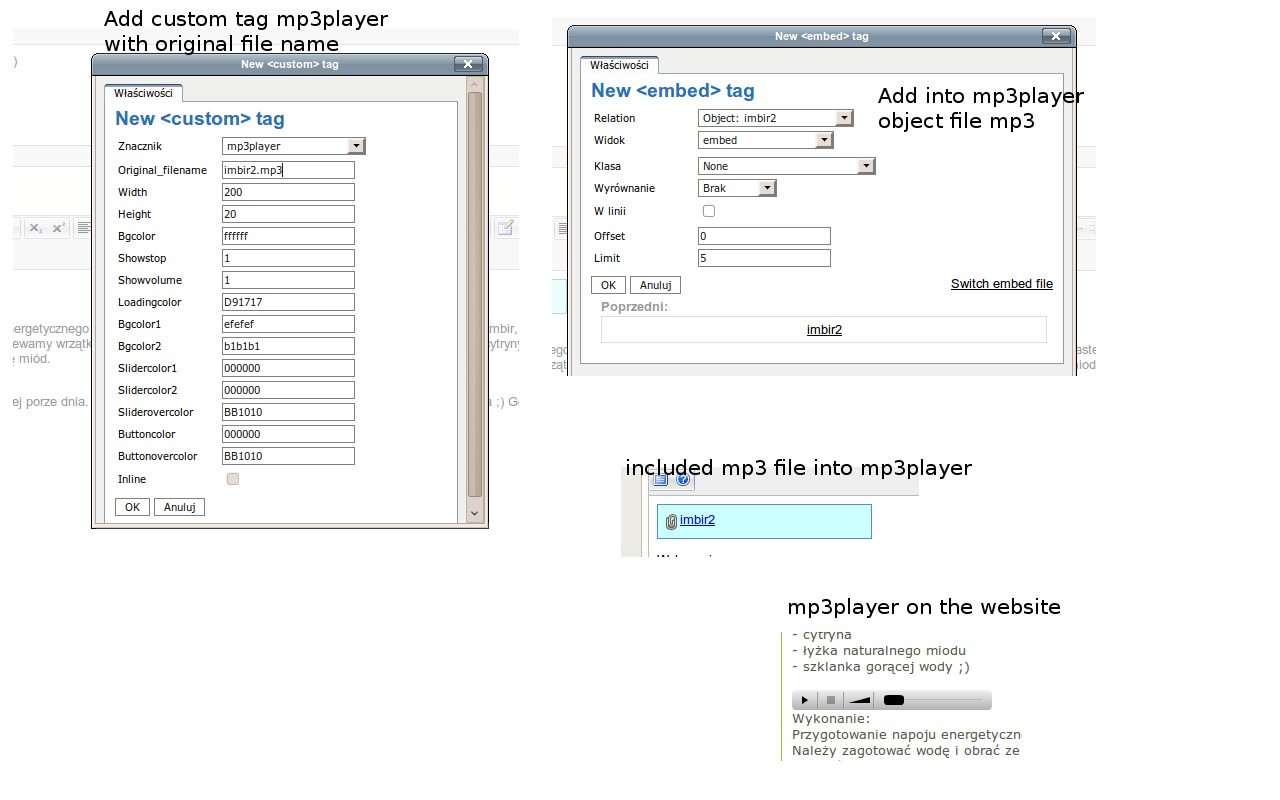 Add custom tag mp3player
with original file name
New <custom> tag
Właściwości
New <custom> tag
Znacznik mp3player
Original_filename imbir2.mp3
Width 200
Height 20
Bgcolor ffffff
Showstop 1
Showvolume 1
Loadingcolor D91717
Bgcolor1 efefef
Bgcolor2 b1b1b1
Slidercolor1 000000
Slidercolor2 000000
Sliderovercolor BB1010
Buttoncolor 000000
Buttonovercolor BB1010
Inline
OK Anuluj
)
x₂ x²
ergetycznego
ewamy wrzątk
miód.
ej porze dnia.
mbir,
cytryny
;) G
New <embed> tag
Właściwości
New <embed> tag
Add into mp3player
object file mp3
Relation Object: imbir2
Widok embed
Klasa None
Wyrównanie Brak
W linii
Offset 0
Limit 5
OK Anuluj
Switch embed file
Poprzedni:
imbir2
included mp3 file into mp3player
imbir2
mp3player on the website
- cytryna
- łyżka naturalnego miodu
- szklanka gorącej wody ;)
Wykonanie:
Przygotowanie napoju energetyczn
Należy zagotować wodę i obrać ze